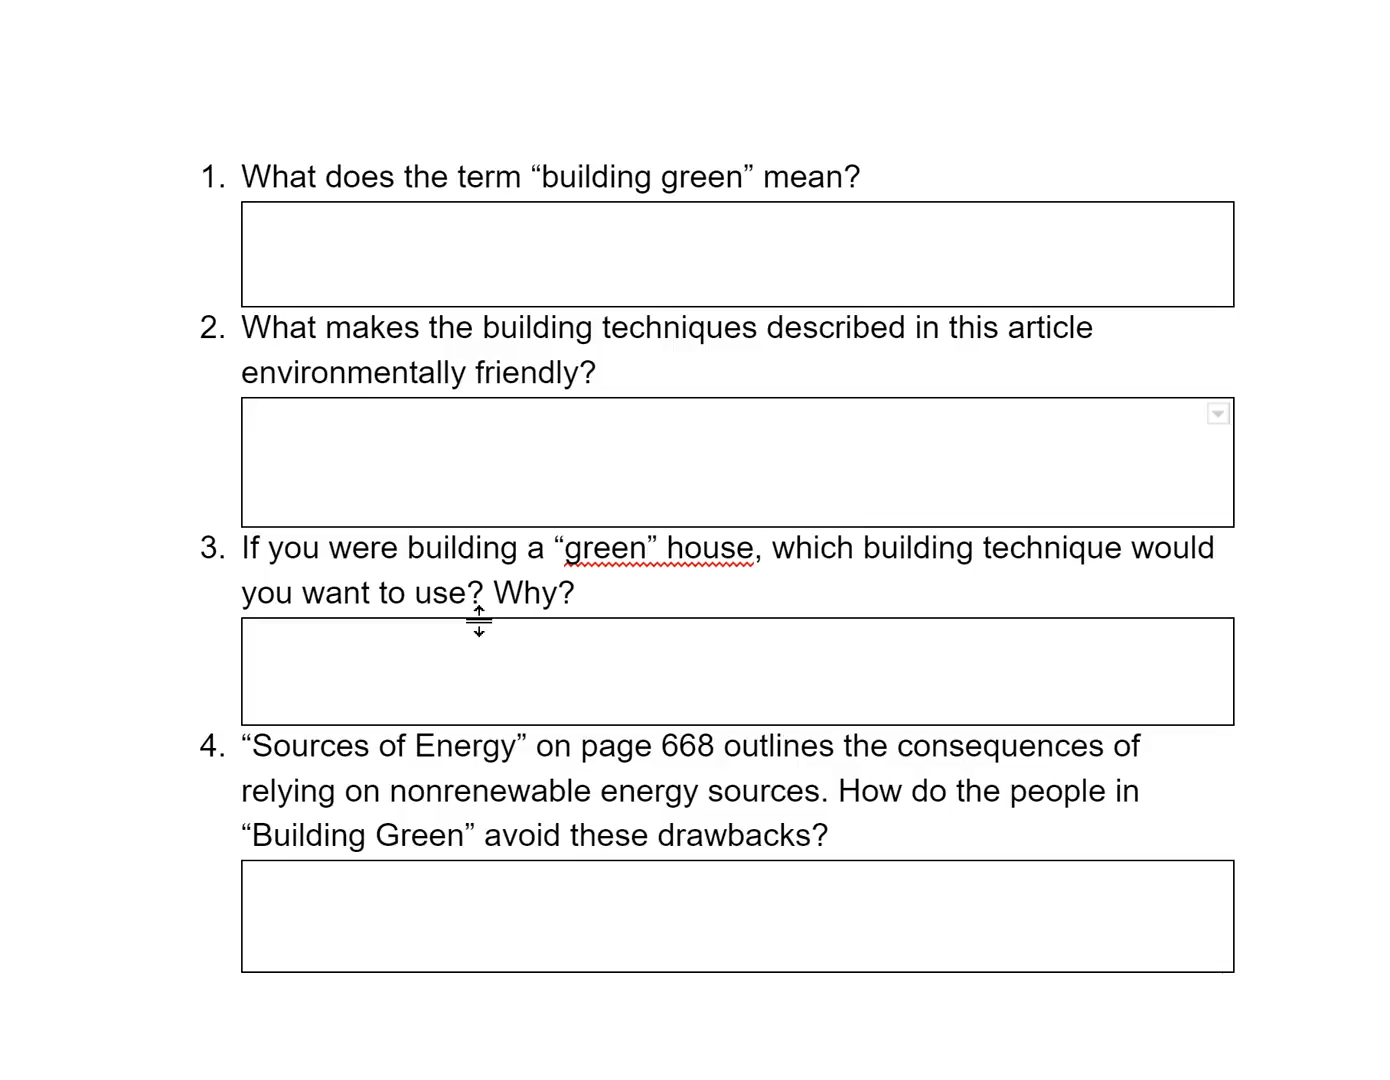 1. What does the term “building green” mean?
2. What makes the building techniques described in this article
environmentally friendly?
3. If you were building a “green” house, which building technique would
you want to use? Why?
4. “Sources of Energy” on page 668 outlines the consequences of
relying on nonrenewable energy sources. How do the people in
“Building Green” avoid these drawbacks?